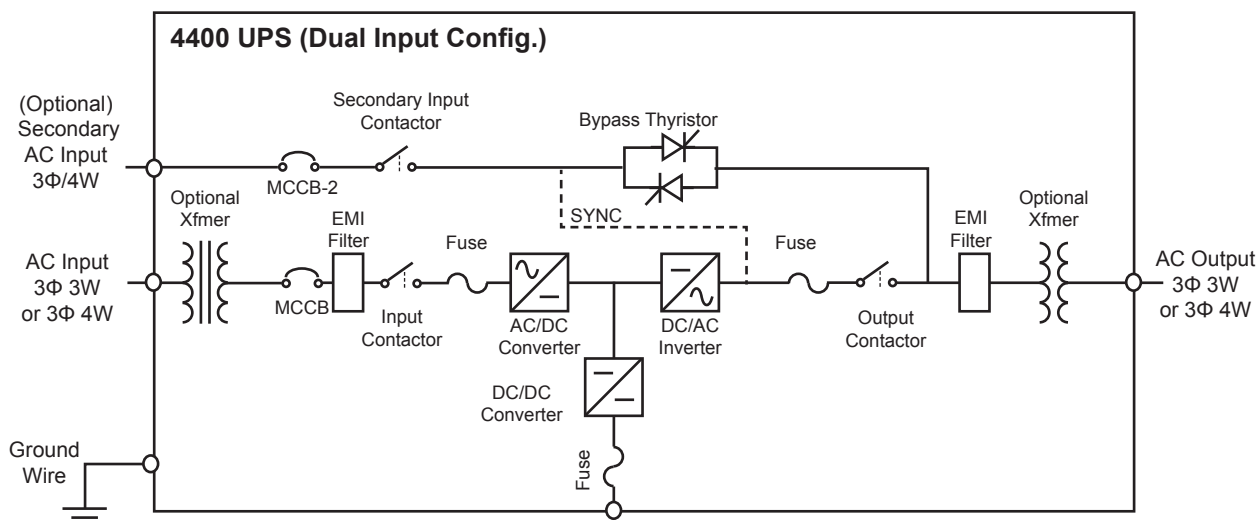 4400 UPS (Dual Input Config.)
(Optional)
Secondary
AC Input
3Φ/4W
Secondary Input
Contactor
Bypass Thyristor
MCCB-2
Optional
Xfmer
EMI
Filter
Fuse
SYNC
Fuse
EMI
Filter
Optional
Xfmer
AC Input
3Φ 3W
or 3Φ 4W
MCCB
Input
Contactor
AC/DC
Converter
DC/AC
Inverter
Output
Contactor
AC Output
3Φ 3W
or 3Φ 4W
DC/DC
Converter
Ground
Wire
Fuse